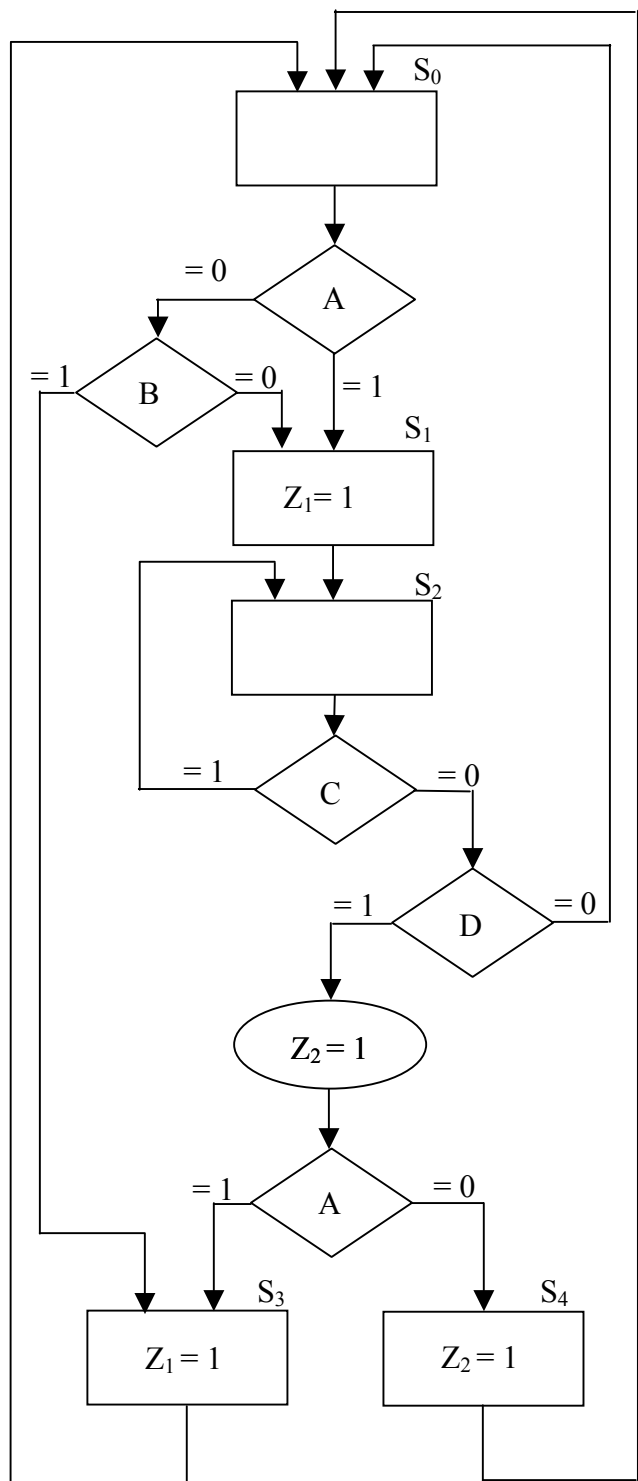 S₀
= 0
A
= 1
B
= 0
= 1
S₁
Z₁= 1
S₂
= 1
C
= 0
= 1
D
= 0
Z₂ = 1
= 1
A
= 0
S₃
S₄
Z₁ = 1
Z₂ = 1